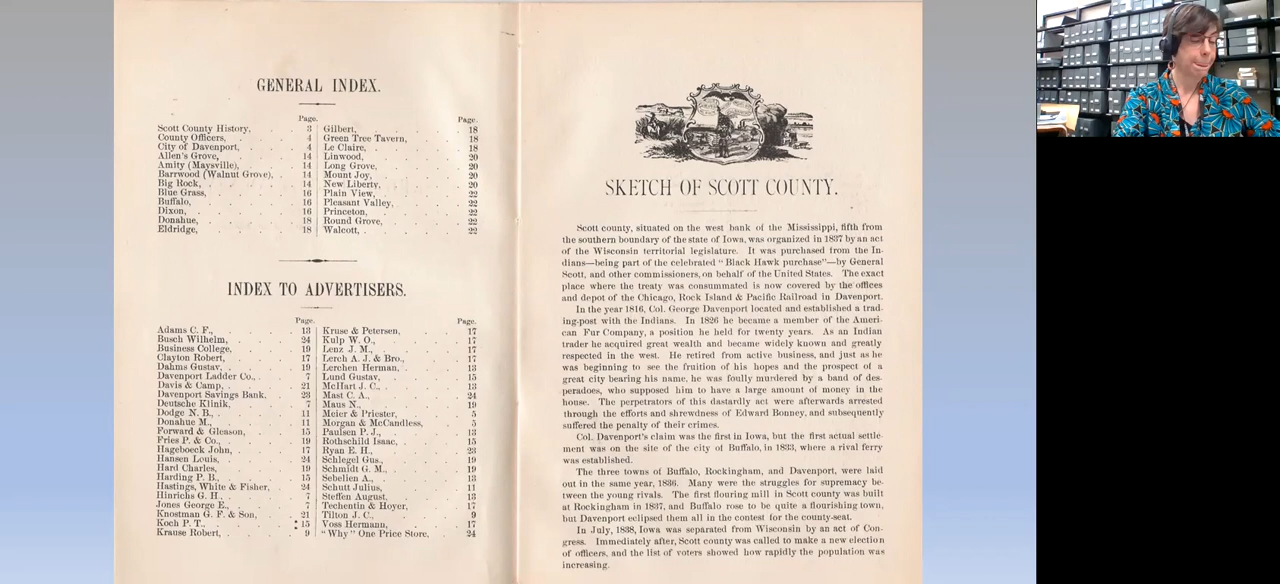 GENERAL INDEX.
Page.
Scott County History, 3
County Officers, 4
City of Davenport, 4
Allen's Grove, 14
Amity (Maysville), 14
Barrwood (Walnut Grove), 14
Big Rock, 14
Blue Grass, 16
Buffalo, 16
Dixon, 16
Donahue, 18
Eldridge, 18
Page.
Gilbert, 18
Green Tree Tavern, 18
Le Claire, 18
Linwood, 20
Long Grove, 20
Mount Joy, 20
New Liberty, 20
Plain View, 22
Pleasant Valley, 22
Princeton, 22
Round Grove, 22
Walcott, 22
INDEX TO ADVERTISERS.
Page.
Adams C. F., 13
Busch Wilhelm, 24
Business College, 19
Clayton Robert, 17
Dahms Gustav, 19
Davenport Ladder Co., 7
Davis & Camp, 21
Davenport Savings Bank, 23
Deutsche Klinik, 7
Dodge N. B., 11
Donahue M., 11
Forward & Gleason, 15
Fries P. & Co., 19
Hageboeck John, 17
Hansen Louis, 24
Hard Charles, 19
Harding P. B., 15
Hastings, White & Fisher, 24
Hinrichs G. H., 7
Jones George E., 7
Knostman G. F. & Son, 21
Koch P. T., 15
Krause Robert, 9
Page.
Kruse & Petersen, 17
Kulp W. O., 17
Lenz J. M., 17
Lerch A. J. & Bro., 17
Lerchen Herman, 13
Lund Gustav, 15
McHart J. C., 13
Mast C. A., 24
Maus N., 19
Meier & Priester, 5
Morgan & McCandless, 5
Paulsen P. J., 13
Rothschild Isaac, 15
Ryan E. H., 23
Schlegel Gus., 19
Schmidt G. M., 19
Sebelien A., 13
Schutt Julius, 11
Steffen August, 13
Techentin & Hoyer, 17
Tilton J. C., 9
Voss Hermann, 17
"Why" One Price Store, 24
SKETCH OF SCOTT COUNTY.
Scott county, situated on the west bank of the Mississippi, fifth from
the southern boundary of the state of Iowa, was organized in 1837 by an act
of the Wisconsin territorial legislature. It was purchased from the In-
dians—being part of the celebrated "Black Hawk purchase"—by General
Scott, and other commissioners, on behalf of the United States. The exact
place where the treaty was consummated is now covered by the offices
and depot of the Chicago, Rock Island & Pacific Railroad in Davenport.
In the year 1816, Col. George Davenport located and established a trad-
ing-post with the Indians. In 1826 he became a member of the Ameri-
can Fur Company, a position he held for twenty years. As an Indian
trader he acquired great wealth and became widely known and greatly
respected in the west. He retired from active business, and just as he
was beginning to see the fruition of his hopes and the prospect of a
great city bearing his name, he was foully murdered by a band of des-
peradoes, who supposed him to have a large amount of money in the
house. The perpetrators of this dastardly act were afterwards arrested
through the efforts and shrewdness of Edward Bonney, and subsequently
suffered the penalty of their crimes.
Col. Davenport's claim was the first in Iowa, but the first actual settle-
ment was on the site of the city of Buffalo, in 1833, where a rival ferry
was established.
The three towns of Buffalo, Rockingham, and Davenport, were laid
out in the same year, 1836. Many were the struggles for supremacy be-
tween the young rivals. The first flouring mill in Scott county was built
at Rockingham in 1837, and Buffalo rose to be quite a flourishing town,
but Davenport eclipsed them all in the contest for the county-seat.
In July, 1838, Iowa was separated from Wisconsin by an act of Con-
gress. Immediately after, Scott county was called to make a new election
of officers, and the list of voters showed how rapidly the population was
increasing.